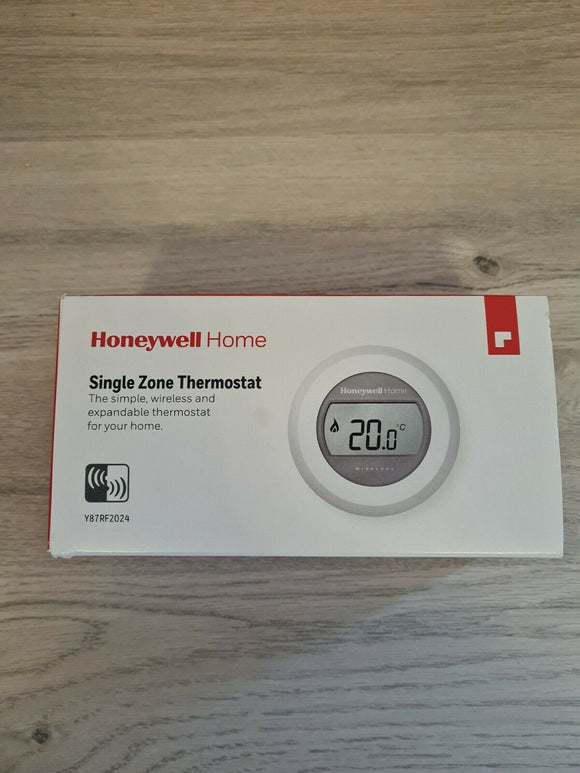 Honeywell Home
Single Zone Thermostat
The simple, wireless and
expandable thermostat
for your home.
Y87RF2024
Honeywell Home
20.0 °C
WIRELESS